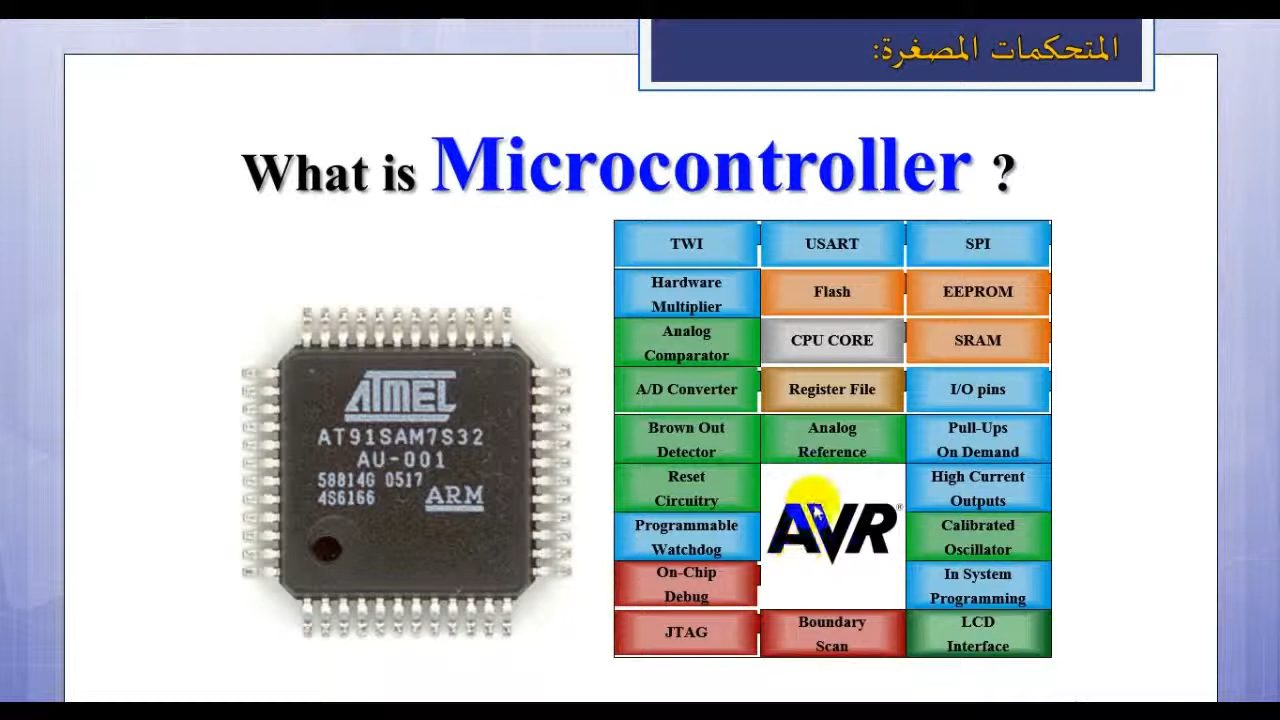 المتحكمات المصغرة:
What is Microcontroller ?
TWI
USART
SPI
Hardware
Multiplier
Flash
EEPROM
Analog
Comparator
CPU CORE
SRAM
A/D Converter
Register File
I/O pins
Brown Out
Detector
Analog
Reference
Pull-Ups
On Demand
Reset
Circuitry
High Current
Outputs
Programmable
Watchdog
AVR®
Calibrated
Oscillator
On-Chip
Debug
In System
Programming
JTAG
Boundary
Scan
LCD
Interface
ATMEL
AT91SAM7S32
AU-001
58814G 0517
4S6166 ARM